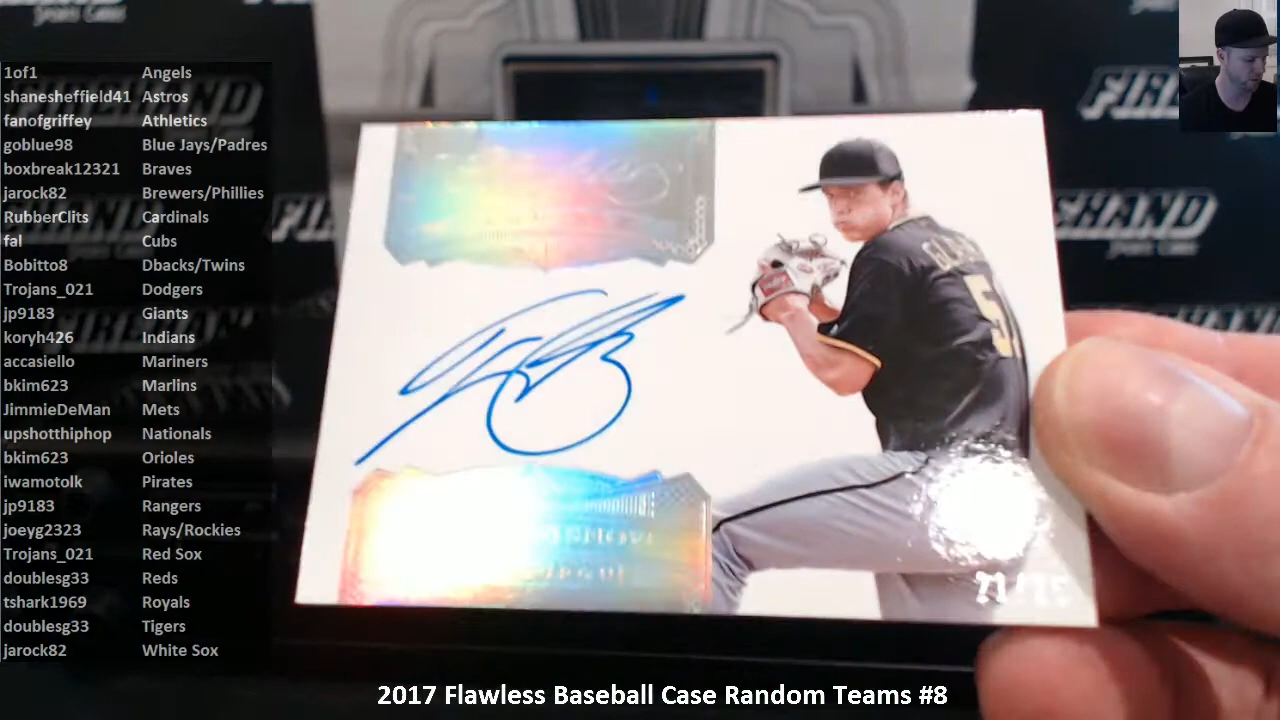 1of1 Angels
shanesheffield41 Astros
fanofgriffey Athletics
goblue98 Blue Jays/Padres
boxbreak12321 Braves
jarock82 Brewers/Phillies
RubberClits Cardinals
fal Cubs
Bobitto8 Dbacks/Twins
Trojans_021 Dodgers
jp9183 Giants
koryh426 Indians
accasiello Mariners
bkim623 Marlins
JimmieDeMan Mets
upshotthiphop Nationals
bkim623 Orioles
iwamotolk Pirates
jp9183 Rangers
joeyg2323 Rays/Rockies
Trojans_021 Red Sox
doublesg33 Reds
tshark1969 Royals
doublesg33 Tigers
jarock82 White Sox
FIREHAND
SPORTS CARDS
2017 Flawless Baseball Case Random Teams #8